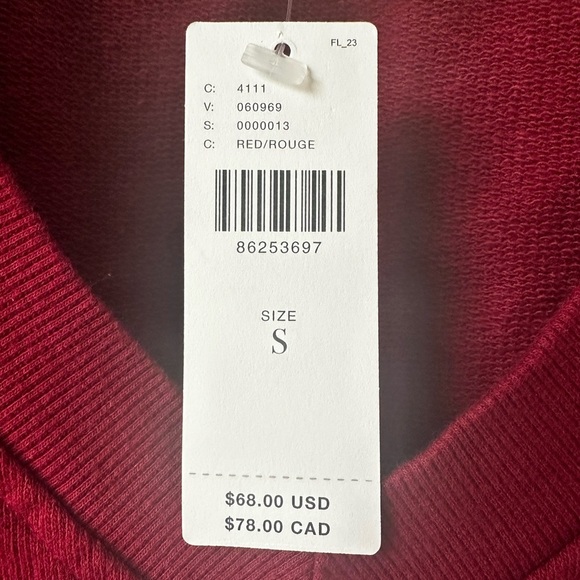 FL_23
C: 4111
V: 060969
S: 0000013
C: RED/ROUGE
86253697
SIZE
S
$68.00 USD
$78.00 CAD